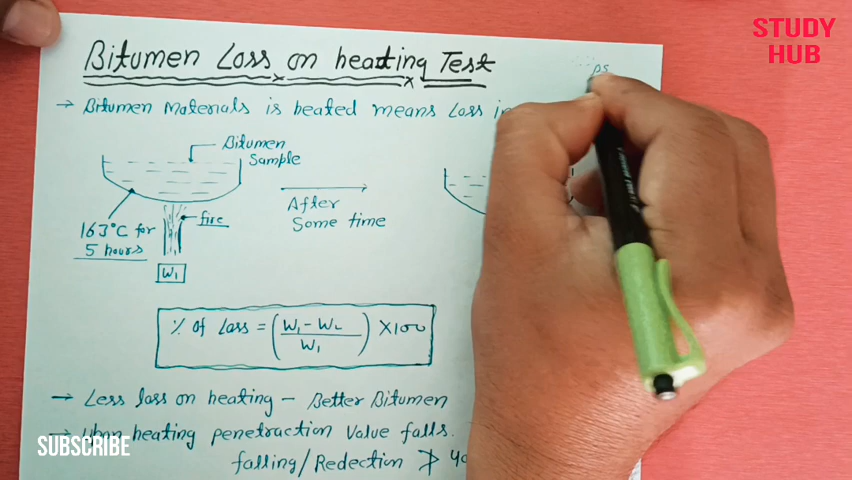 STUDY
HUB
Bitumen Loss on heating Test
→ Bitumen Materials is heated means Loss in
Bitumen
Sample
After
Some time
163°C for
5 hours
fire
W1
% Of Loss = (W1 - W2 / W1) X100
→ Less loss on heating - Better Bitumen
→ Upon heating penetraction Value falls.
falling/Redection ≯ 40
SUBSCRIBE